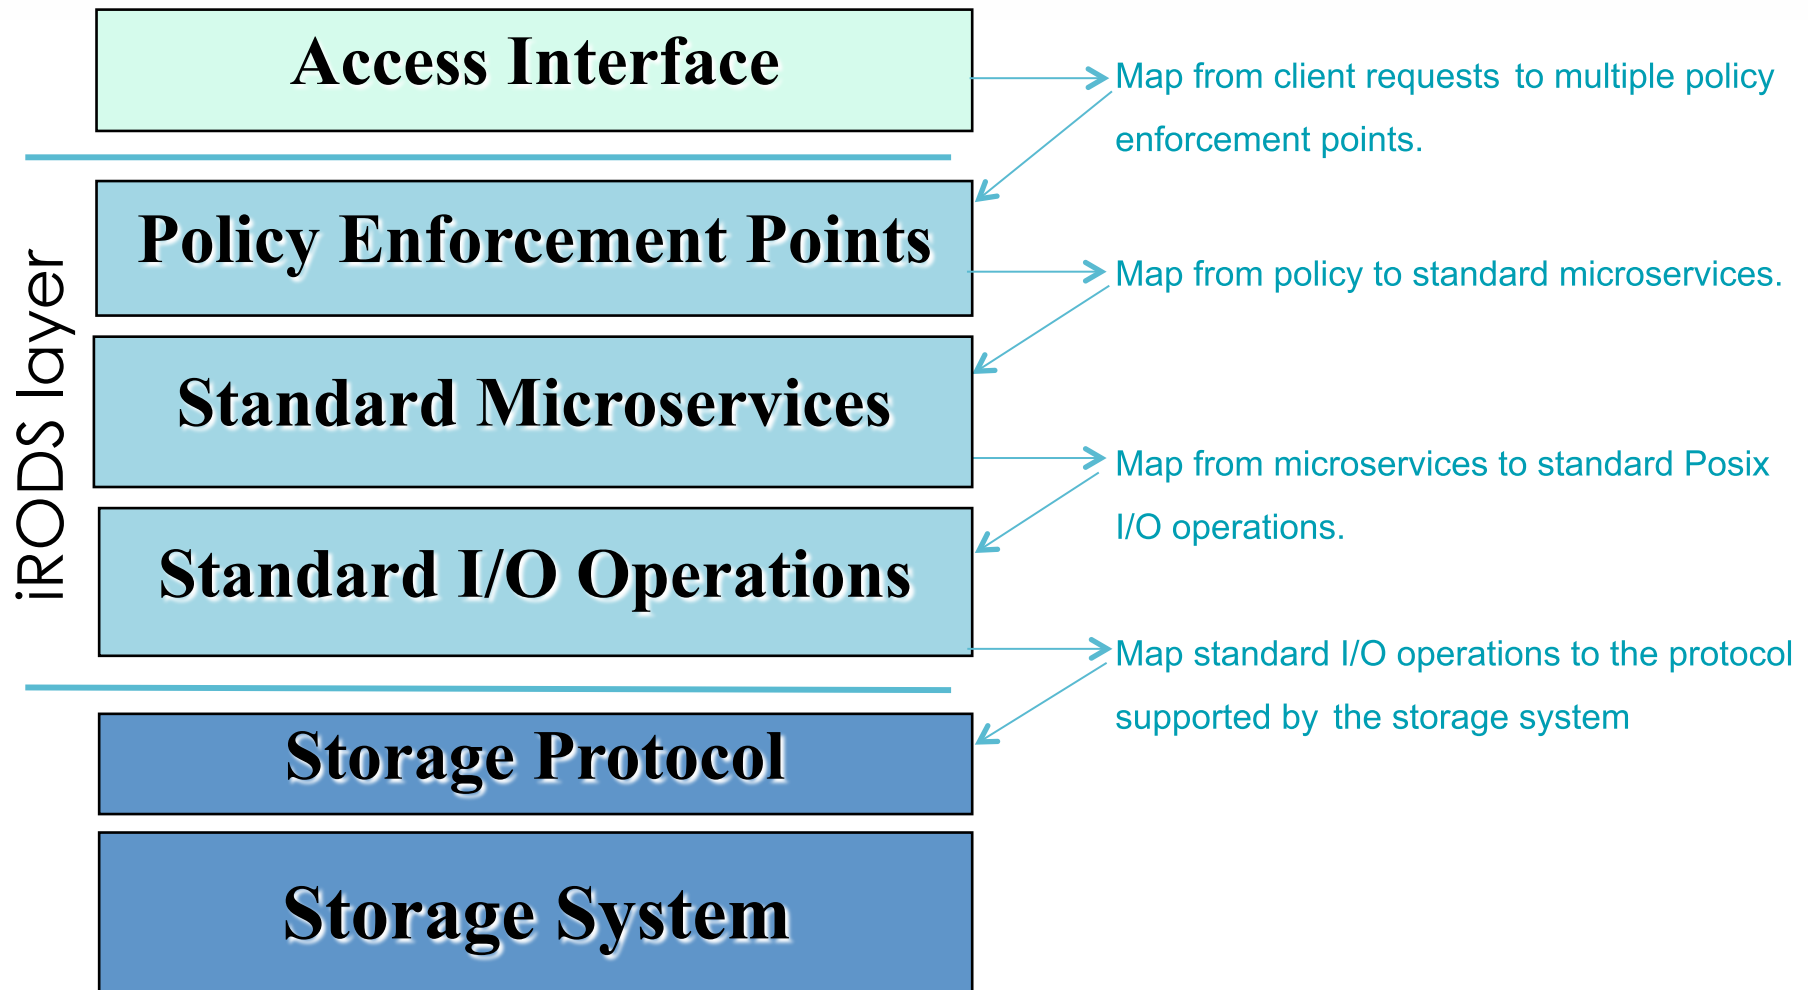 Access Interface
Map from client requests to multiple policy
enforcement points.
iRODS layer
Policy Enforcement Points
Map from policy to standard microservices.
Standard Microservices
Map from microservices to standard Posix
I/O operations.
Standard I/O Operations
Map standard I/O operations to the protocol
supported by the storage system
Storage Protocol
Storage System